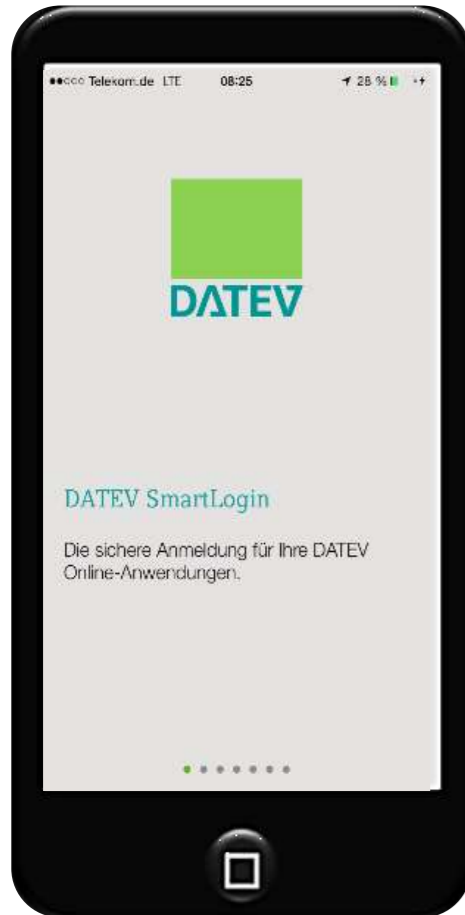 Telekom.de LTE 08:25 28 %
DATEV
DATEV SmartLogin
Die sichere Anmeldung für Ihre DATEV
Online-Anwendungen.